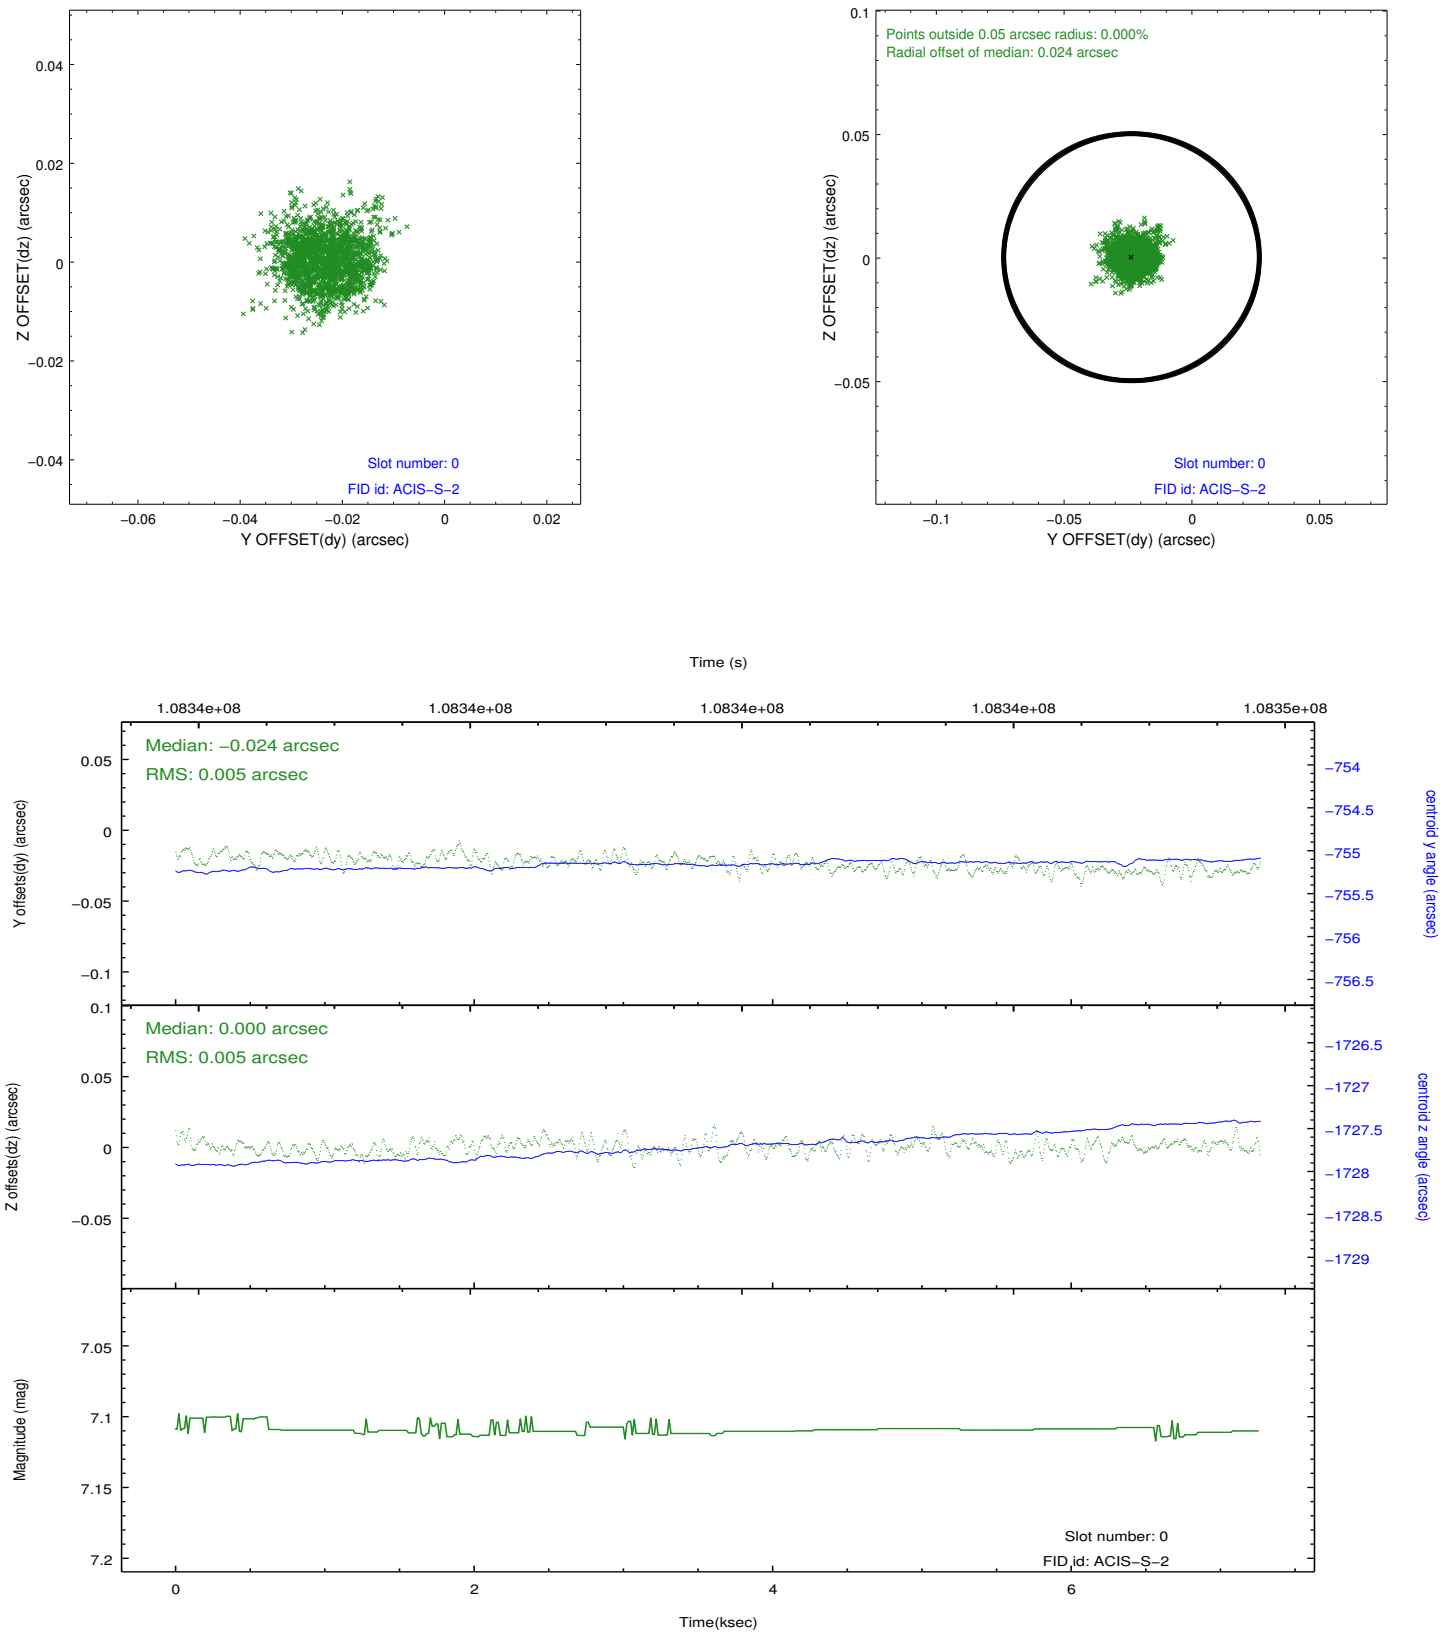 0.04
0.02
0
−0.02
−0.04
Z OFFSET(dz) (arcsec)
Slot number: 0
FID id: ACIS−S−2
−0.06
−0.04
−0.02
0
0.02
Y OFFSET(dy) (arcsec)
0.1
0.05
0
−0.05
Z OFFSET(dz) (arcsec)
Points outside 0.05 arcsec radius: 0.000%
Radial offset of median: 0.024 arcsec
Slot number: 0
FID id: ACIS−S−2
−0.1
−0.05
0
0.05
Y OFFSET(dy) (arcsec)
Time (s)
1.0834e+08
1.0834e+08
1.0834e+08
1.0834e+08
1.0835e+08
Median: −0.024 arcsec
RMS: 0.005 arcsec
0.05
0
−0.05
−0.1
Y offsets(dy) (arcsec)
−754
−754.5
−755
−755.5
−756
−756.5
centroid y angle (arcsec)
Median: 0.000 arcsec
RMS: 0.005 arcsec
0.1
0.05
0
−0.05
Z offsets(dz) (arcsec)
−1726.5
−1727
−1727.5
−1728
−1728.5
−1729
centroid z angle (arcsec)
7.05
7.1
7.15
7.2
Magnitude (mag)
Slot number: 0
FID id: ACIS−S−2
0
2
4
6
Time(ksec)